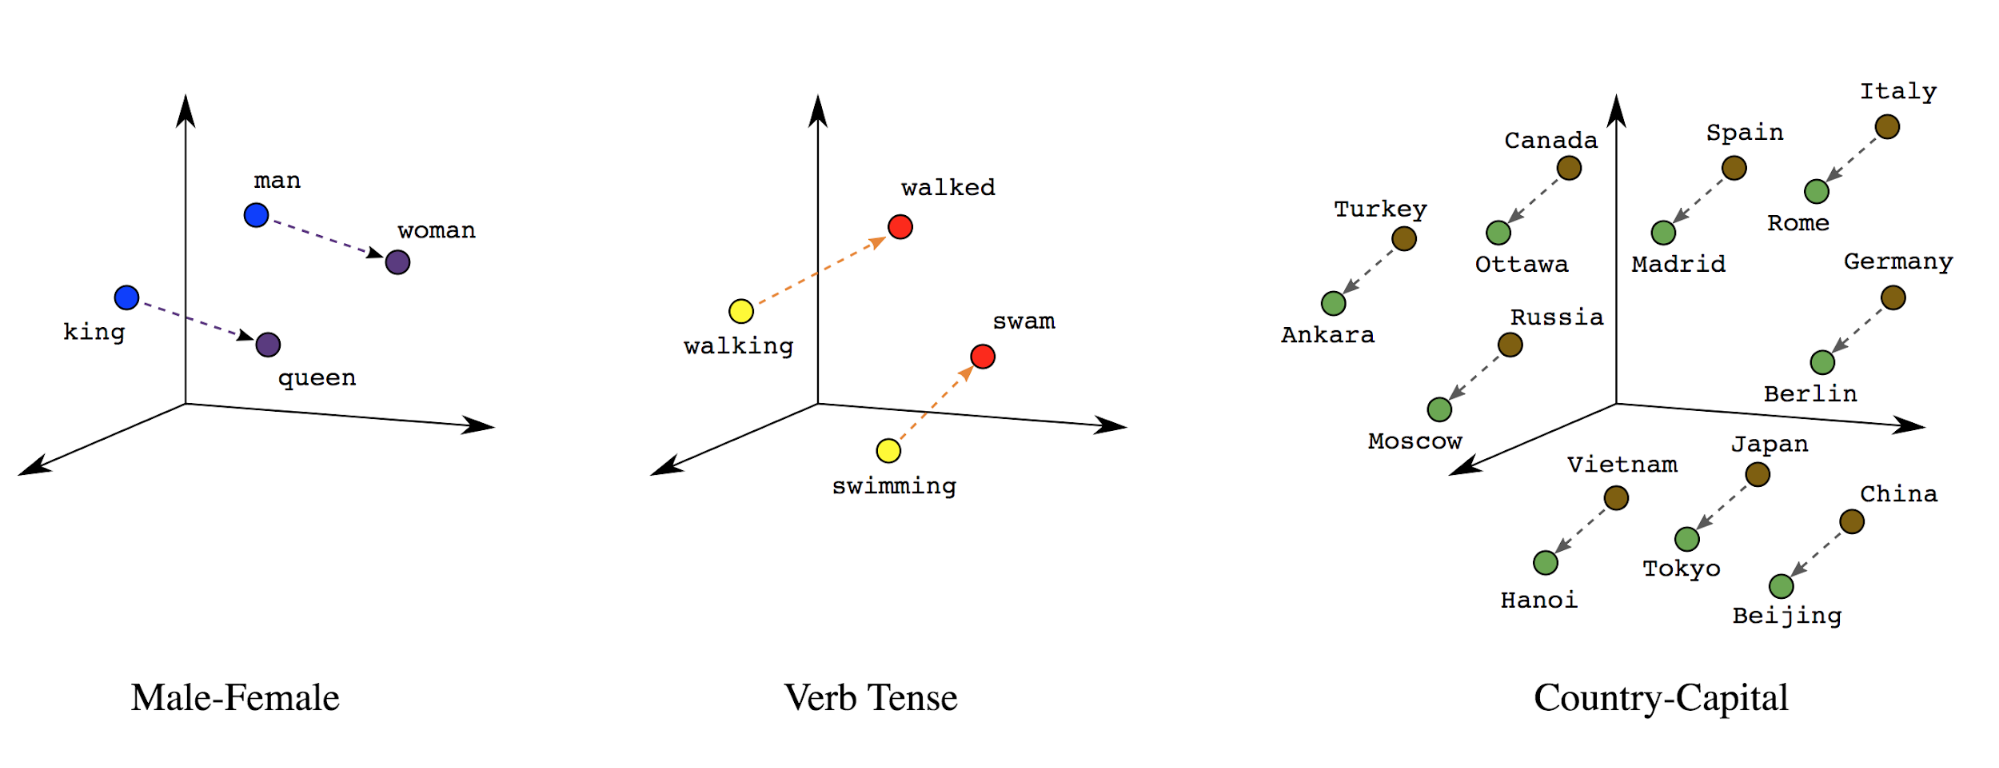 man
woman
king
queen
Male-Female
walked
walking
swam
swimming
Verb Tense
Italy
Spain
Canada
Turkey
Rome
Ottawa
Madrid
Germany
Russia
Ankara
Berlin
Moscow
Japan
Vietnam
China
Tokyo
Hanoi
Beijing
Country-Capital